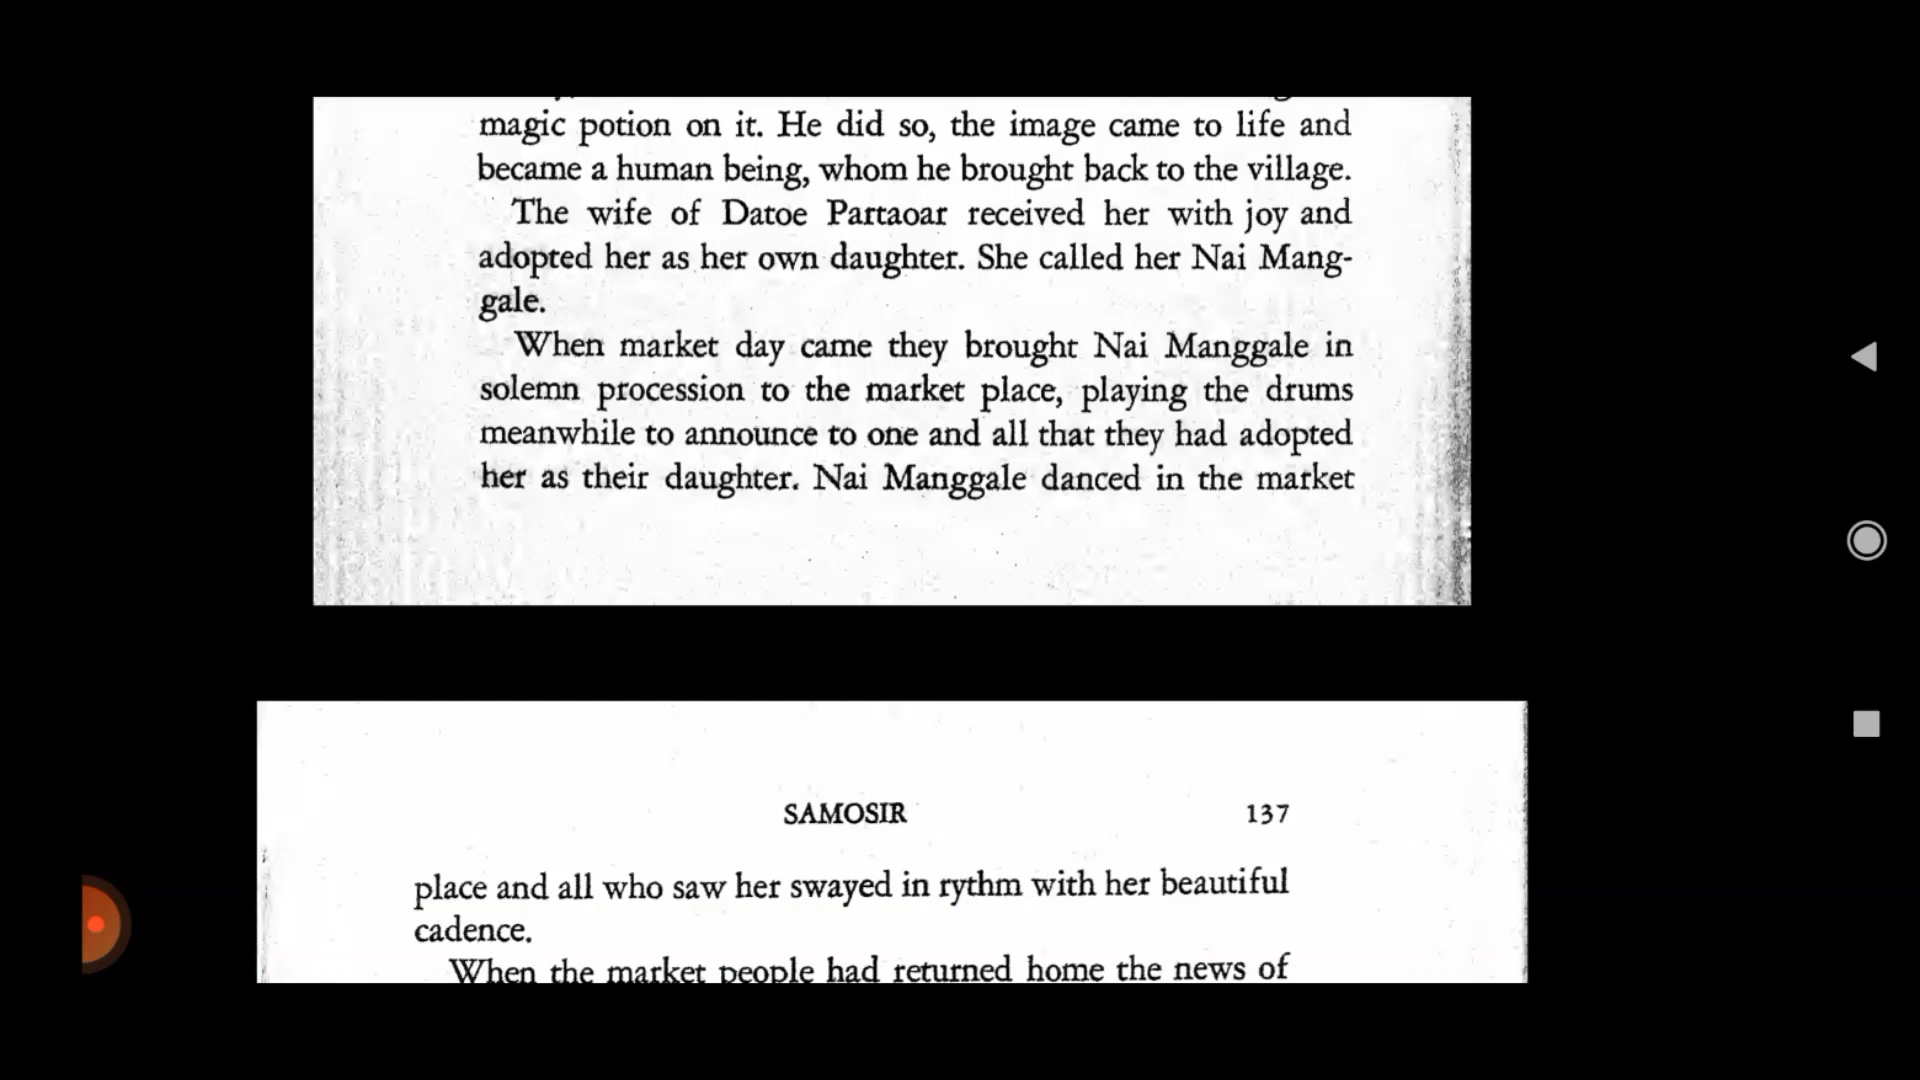 magic potion on it. He did so, the image came to life and
became a human being, whom he brought back to the village.
The wife of Datoe Partaoar received her with joy and
adopted her as her own daughter. She called her Nai Mang-
gale.
When market day came they brought Nai Manggale in
solemn procession to the market place, playing the drums
meanwhile to announce to one and all that they had adopted
her as their daughter. Nai Manggale danced in the market
SAMOSIR 137
place and all who saw her swayed in rythm with her beautiful
cadence.
When the market people had returned home the news of